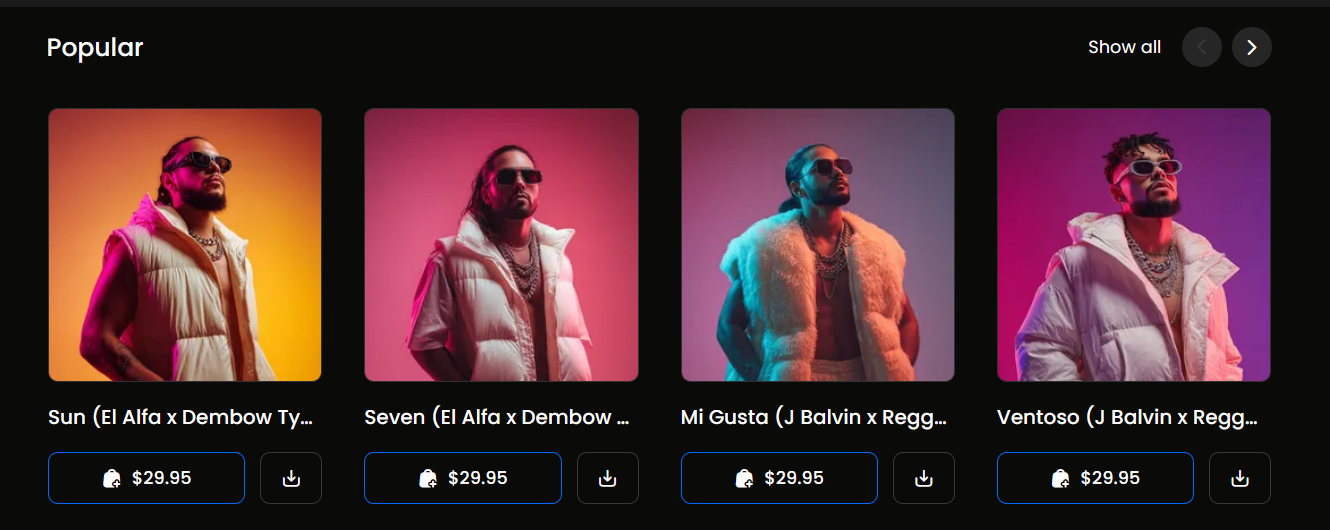 Popular
Show all
Sun (El Alfa x Dembow Ty...
Seven (El Alfa x Dembow ...
Mi Gusta (J Balvin x Regg...
Ventoso (J Balvin x Regg...
$29.95
$29.95
$29.95
$29.95